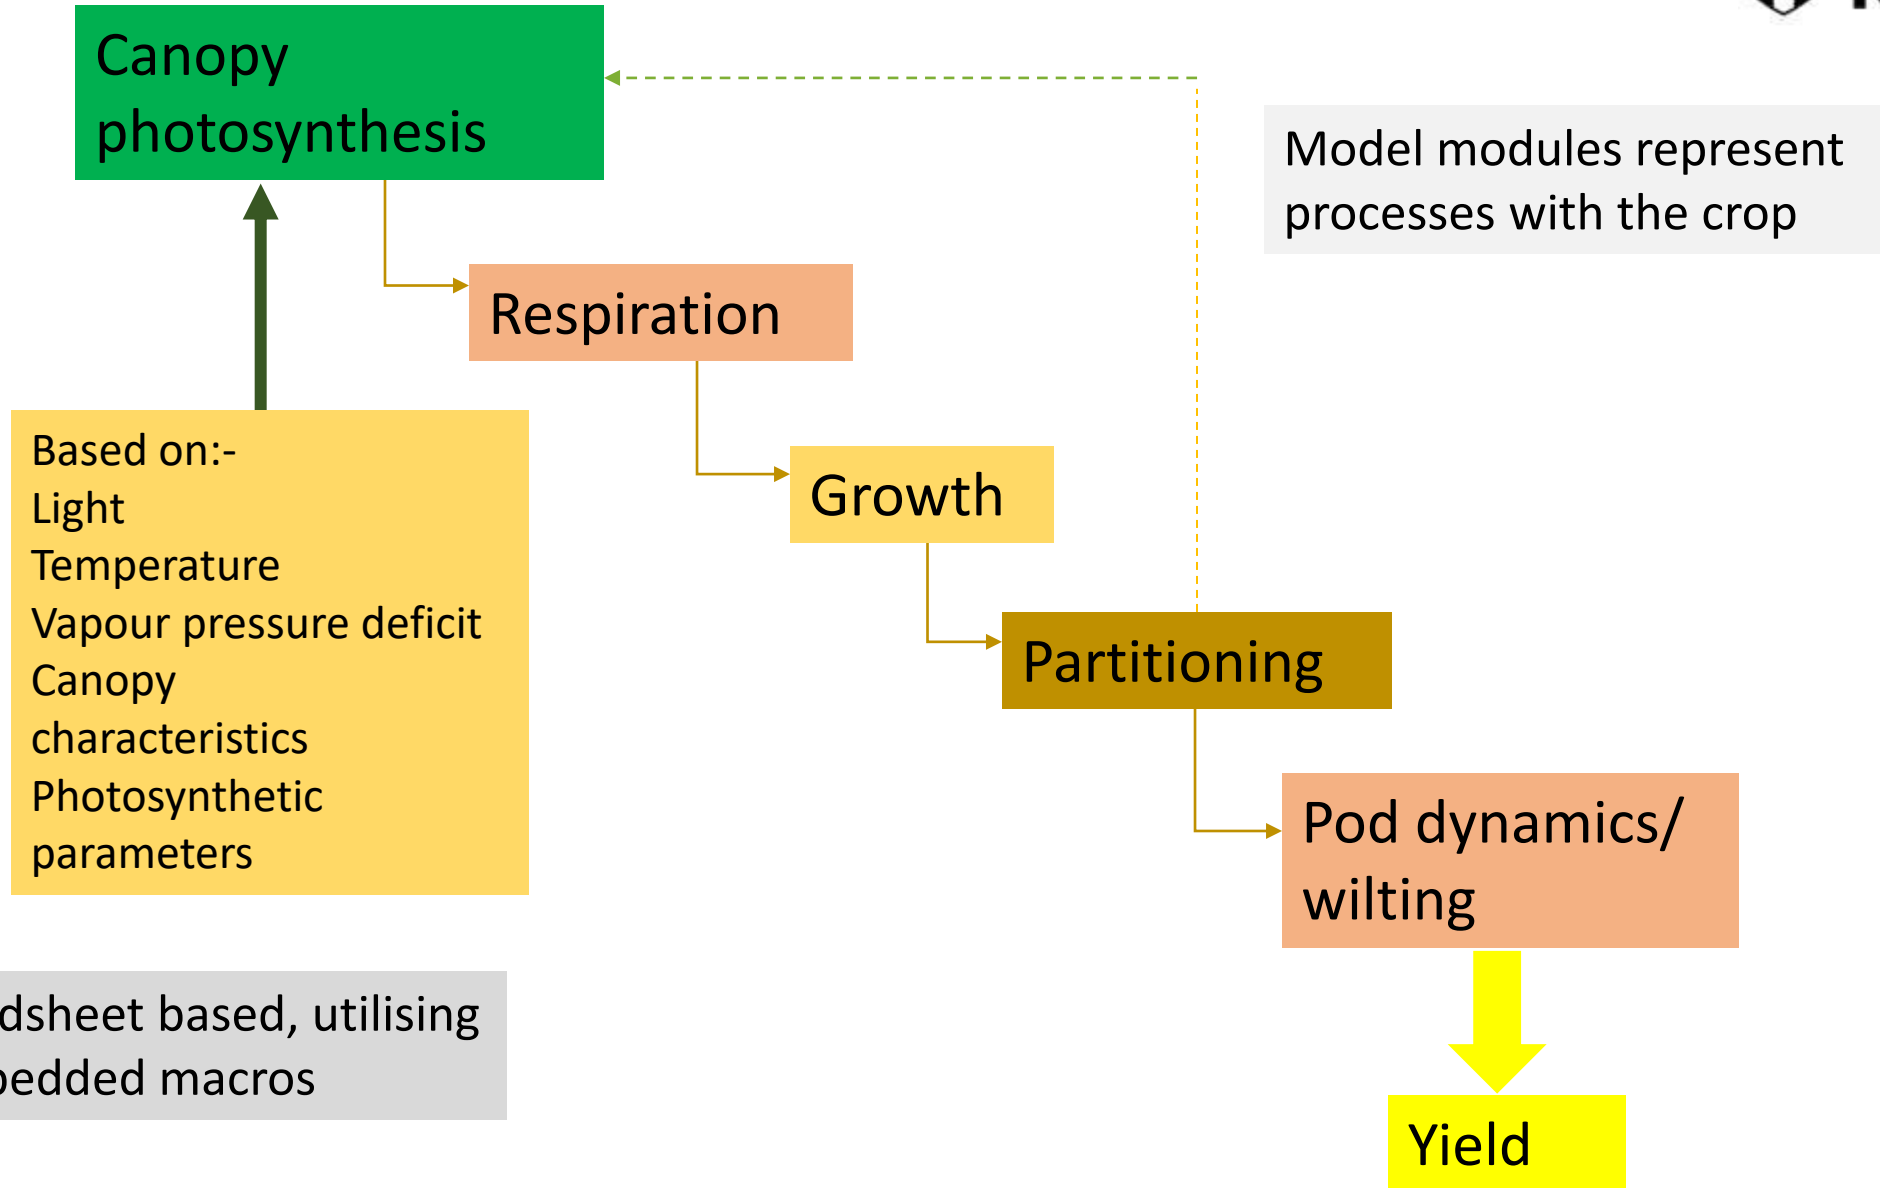 Canopy
photosynthesis
Model modules represent
processes with the crop
Respiration
Based on:-
Light
Temperature
Vapour pressure deficit
Canopy
characteristics
Photosynthetic
parameters
Growth
Partitioning
Pod dynamics/
wilting
dsheet based, utilising
bedded macros
Yield